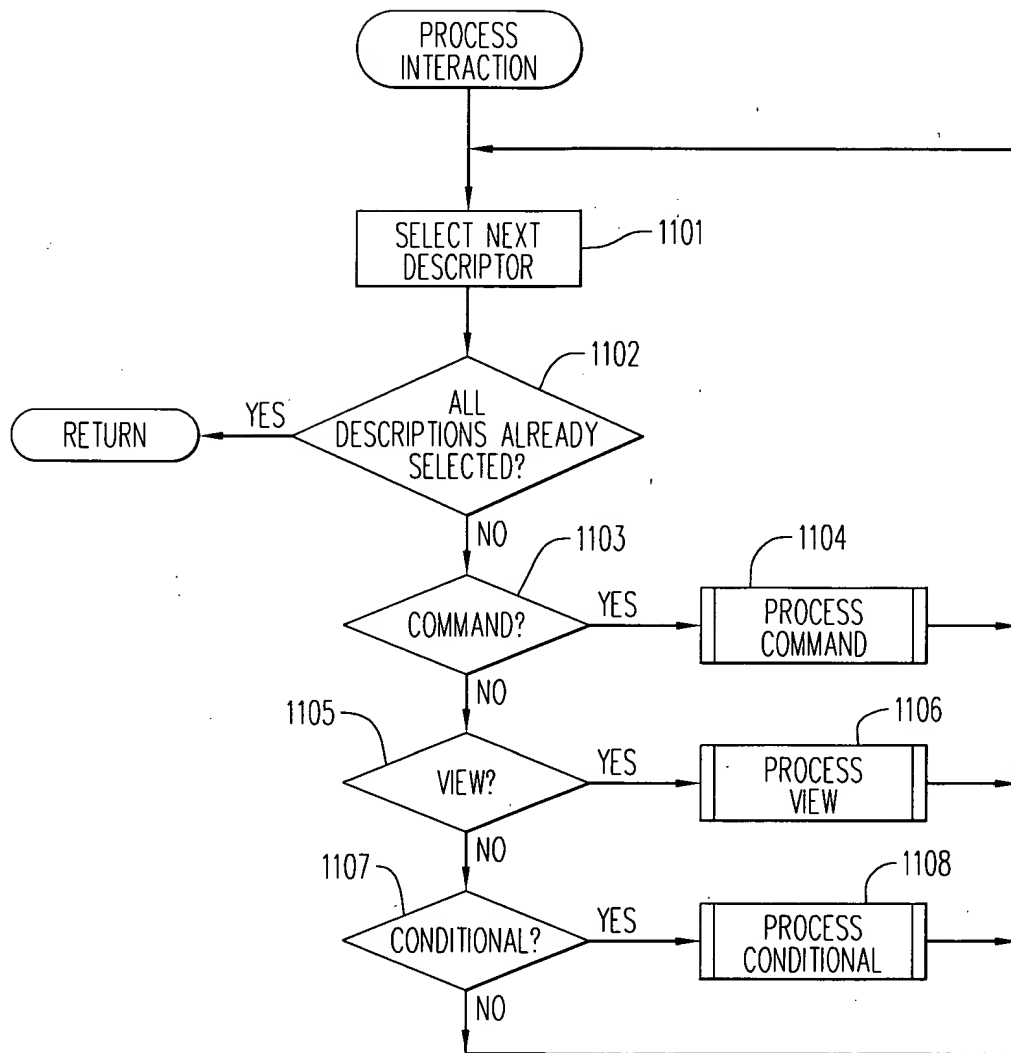 PROCESS
INTERACTION
SELECT NEXT
DESCRIPTOR
1101
1102
ALL
DESCRIPTIONS ALREADY
SELECTED?
YES
RETURN
NO
1103
COMMAND?
YES
1104
PROCESS
COMMAND
NO
1105
VIEW?
YES
1106
PROCESS
VIEW
NO
1107
CONDITIONAL?
YES
1108
PROCESS
CONDITIONAL
NO